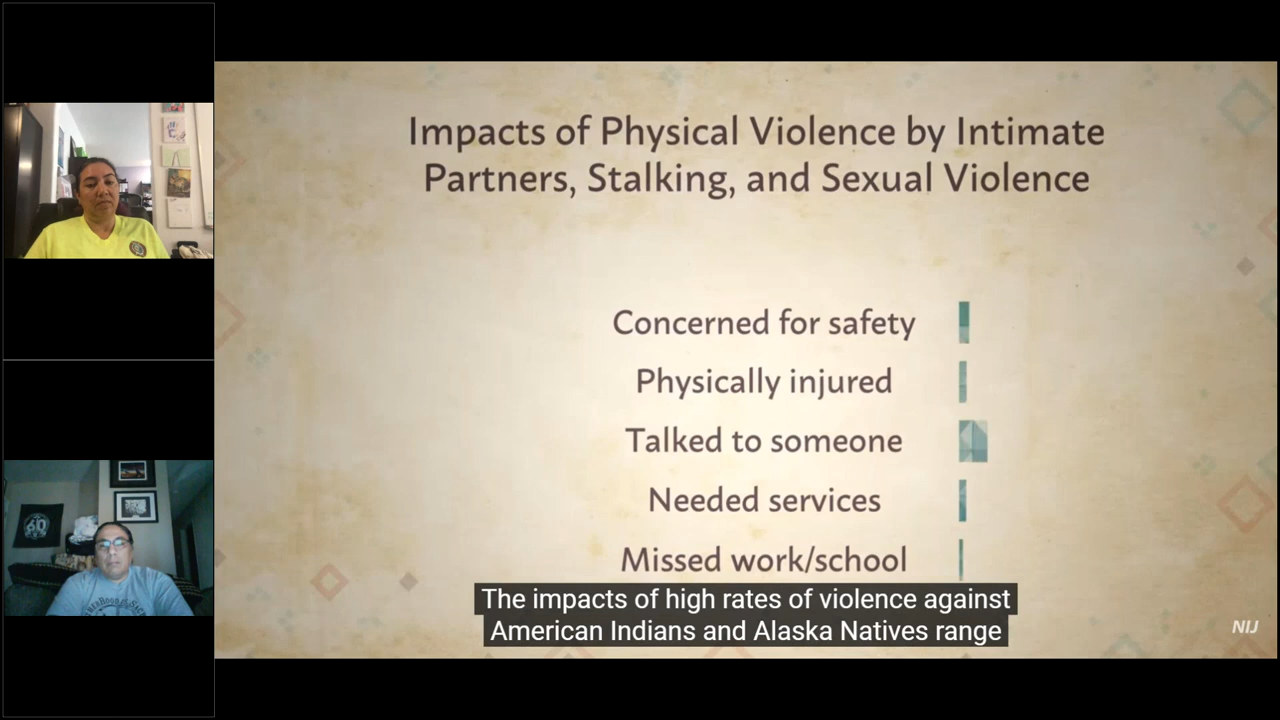 Impacts of Physical Violence by Intimate
Partners, Stalking, and Sexual Violence
Concerned for safety
Physically injured
Talked to someone
Needed services
Missed work/school
The impacts of high rates of violence against
American Indians and Alaska Natives range
NIJ
60